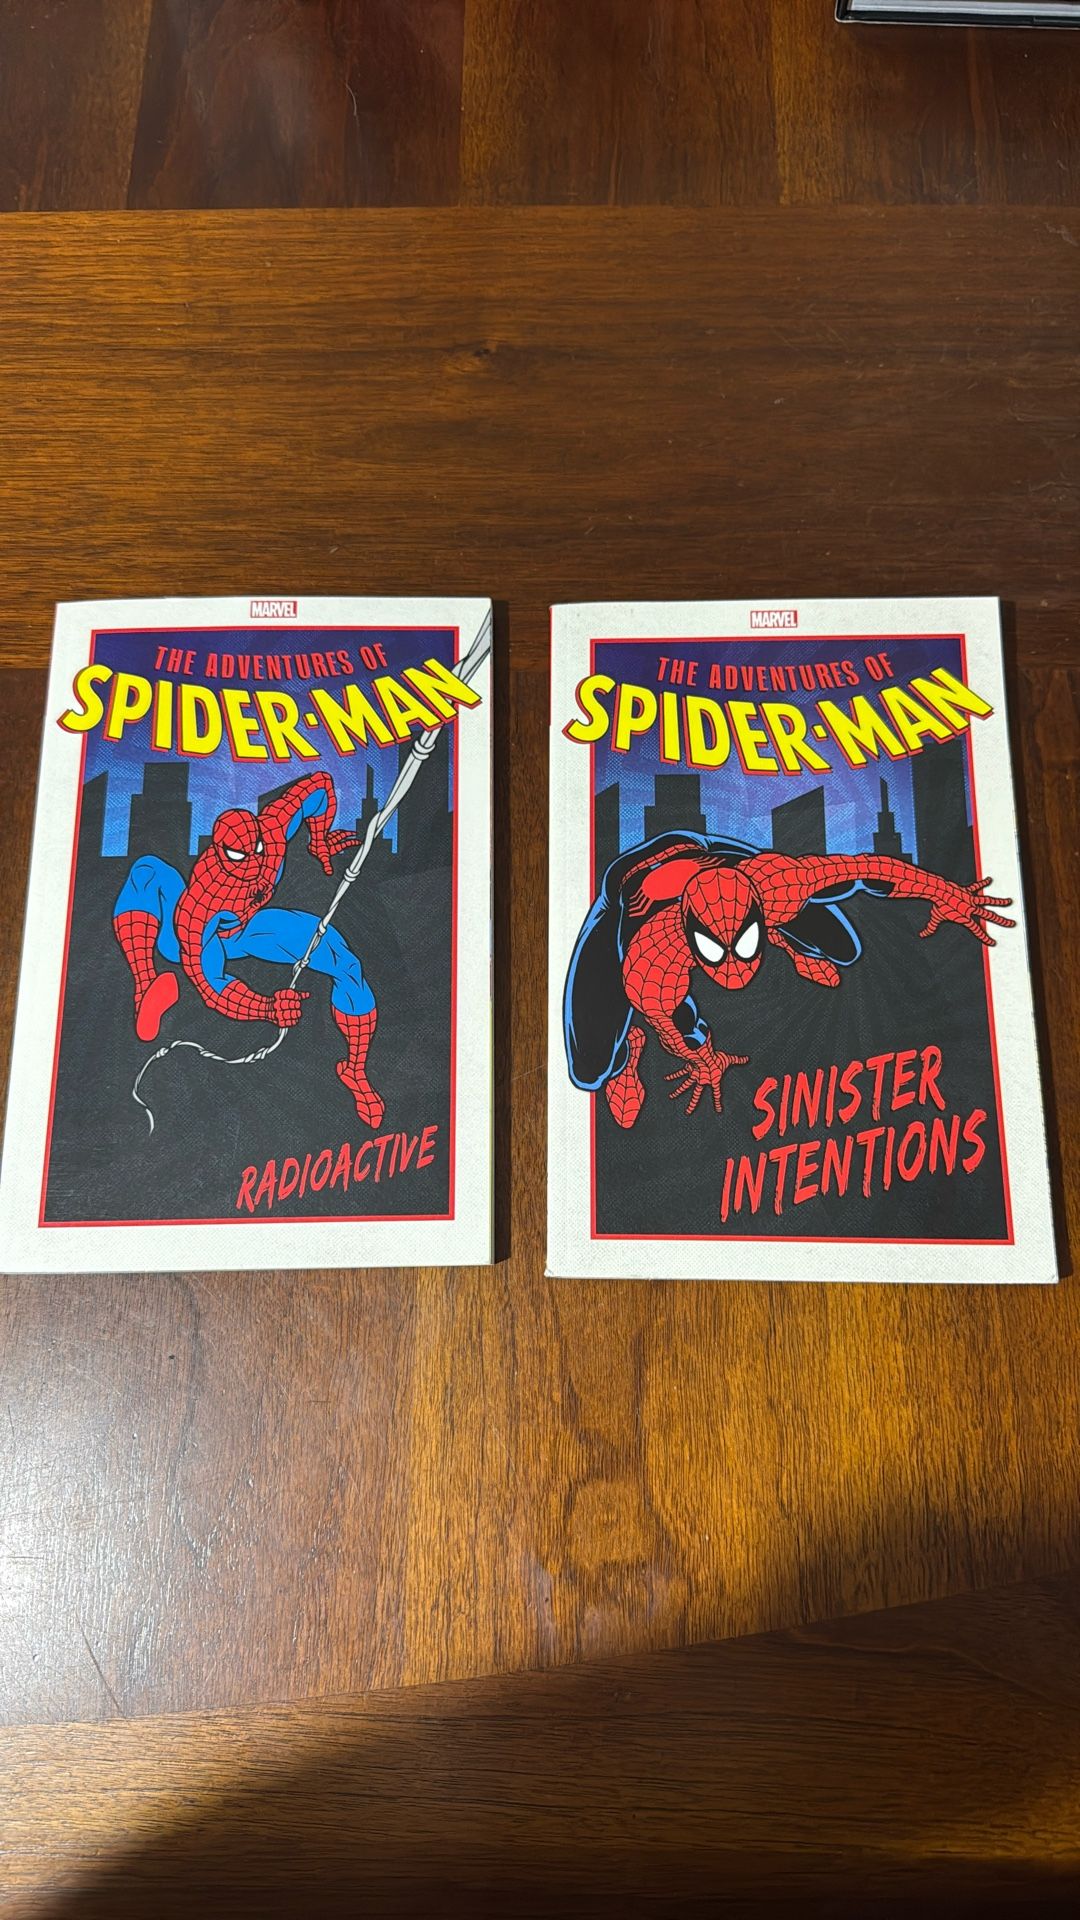 MARVEL
THE ADVENTURES OF
SPIDER-MAN
RADIOACTIVE
MARVEL
THE ADVENTURES OF
SPIDER-MAN
SINISTER
INTENTIONS